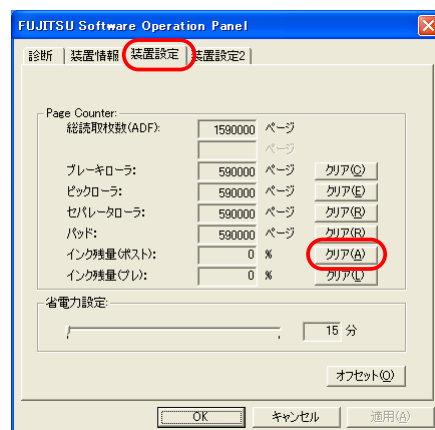 FUJITSU Software Operation Panel
診断 装置情報 装置設定 装置設定2
Page Counter:
総読取枚数(ADF): 1590000 ページ
ページ
ブレーキローラ: 590000 ページ クリア(C)
ピックローラ: 590000 ページ クリア(E)
セパレータローラ: 590000 ページ クリア(R)
パッド: 590000 ページ クリア(R)
インク残量(ポスト): 0 % クリア(A)
インク残量(プレ): 0 % クリア(L)
省電力設定:
15 分
オフセット(O)
OK キャンセル 適用(A)